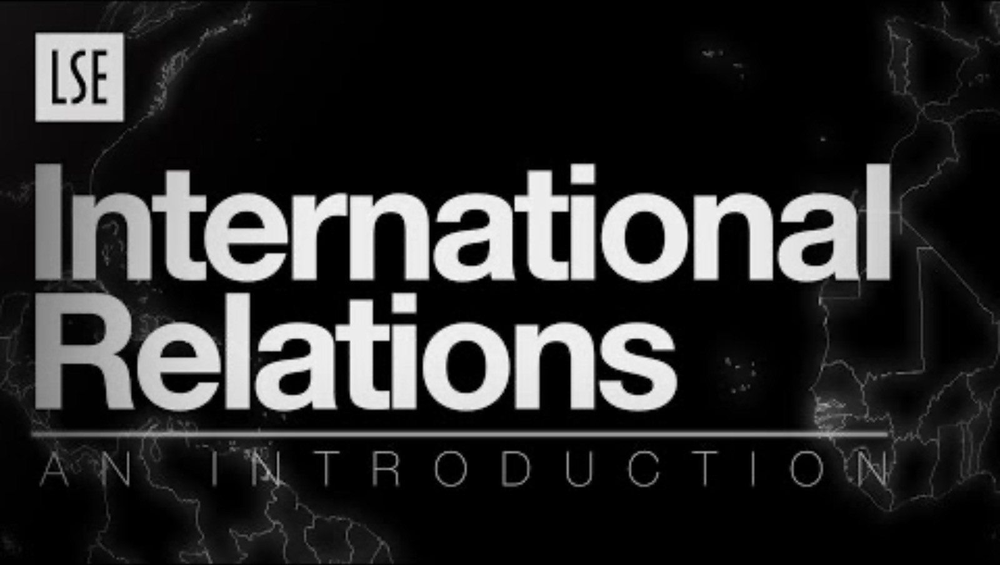 LSE
International
Relations
AN INTRODUCTION